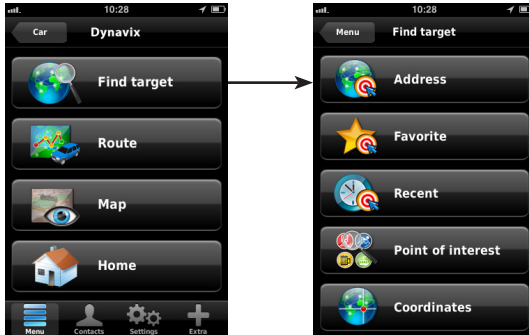 10:28
Car
Dynavix
Find target
Route
Map
Home
Menu
Contacts
Settings
Extra
10:28
Menu
Find target
Address
Favorite
Recent
Point of interest
Coordinates